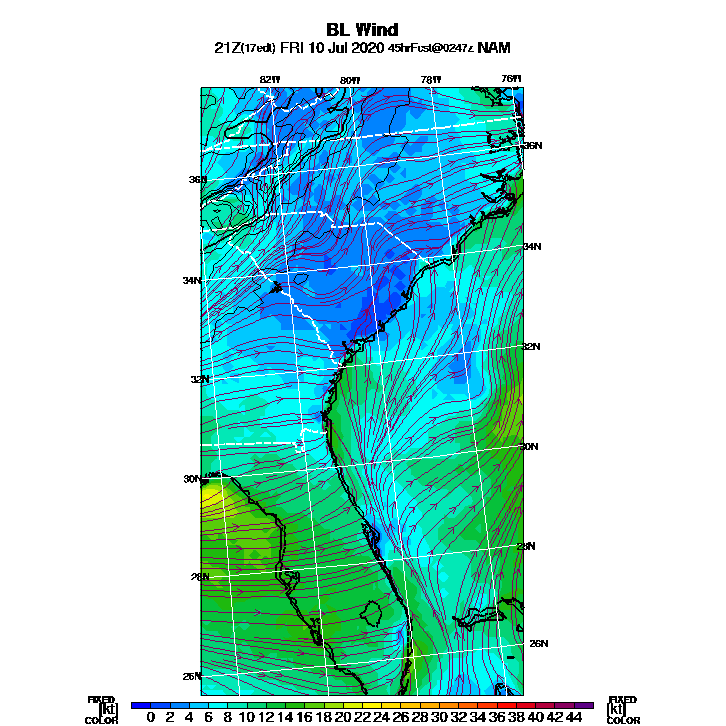 BL Wind
21Z(17edt) FRI 10 Jul 2020 45hrFcst@0247z NAM
82W 80W 78W 76W
36N
36N
34N
34N
32N
32N
30N
30N
28N
28N
26N
26N
FIXED FIXED
[kt] 0 2 4 6 8 10 12 14 16 18 20 22 24 26 28 30 32 34 36 38 40 42 44 [kt]
COLOR COLOR